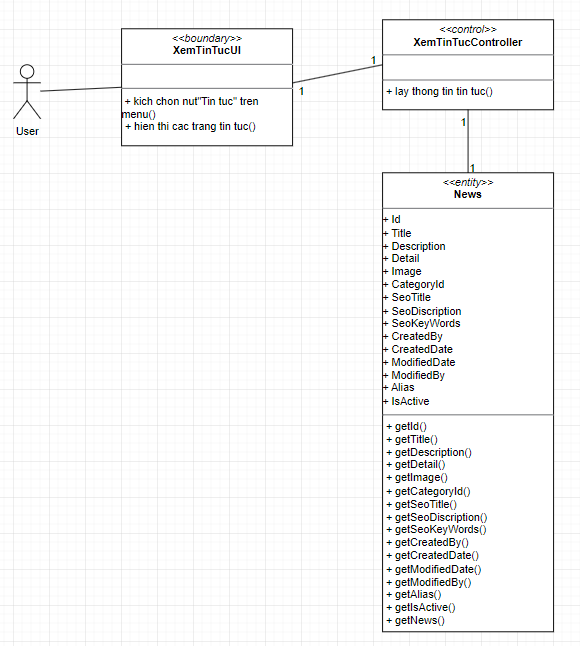 <<boundary>>
XemTinTucUI
+ kich chon nut"Tin tuc" tren
menu()
+ hien thi cac trang tin tuc()
User
1
1
<<control>>
XemTinTucController
+ lay thong tin tin tuc()
1
1
<<entity>>
News
+ Id
+ Title
+ Description
+ Detail
+ Image
+ CategoryId
+ SeoTitle
+ SeoDiscription
+ SeoKeyWords
+ CreatedBy
+ CreatedDate
+ ModifiedDate
+ ModifiedBy
+ Alias
+ IsActive
+ getId()
+ getTitle()
+ getDescription()
+ getDetail()
+ getImage()
+ getCategoryId()
+ getSeoTitle()
+ getSeoDiscription()
+ getSeoKeyWords()
+ getCreatedBy()
+ getCreatedDate()
+ getModifiedDate()
+ getModifiedBy()
+ getAlias()
+ getIsActive()
+ getNews()